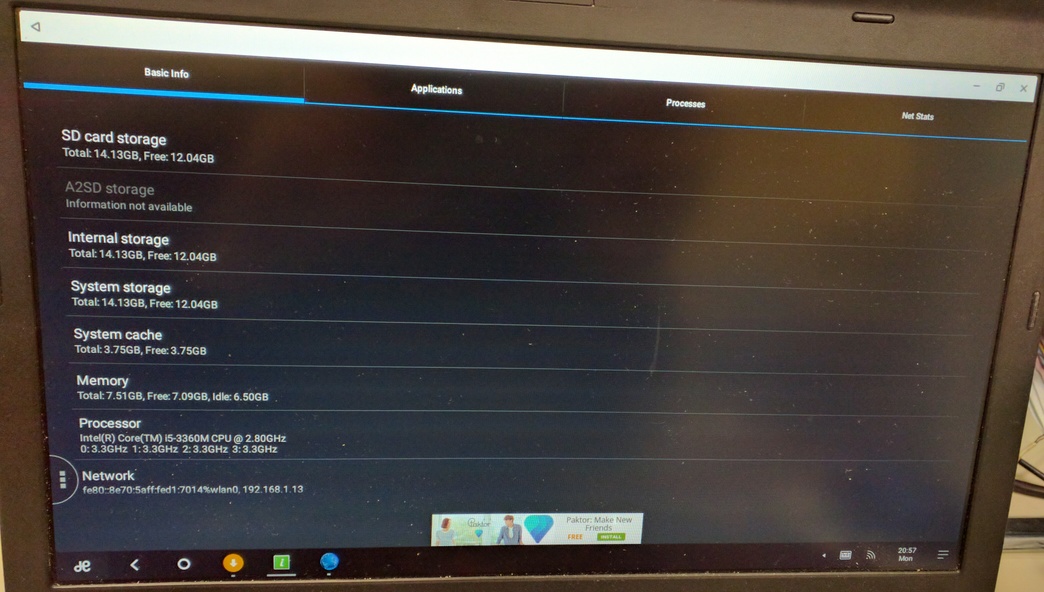 Basic Info
Applications
Processes
Net Stats
SD card storage
Total: 14.13GB, Free: 12.04GB
A2SD storage
Information not available
Internal storage
Total: 14.13GB, Free: 12.04GB
System storage
Total: 14.13GB, Free: 12.04GB
System cache
Total: 3.75GB, Free: 3.75GB
Memory
Total: 7.51GB, Free: 7.09GB, Idle: 6.50GB
Processor
Intel(R) Core(TM) i5-3360M CPU @ 2.80GHz
0: 3.3GHz 1: 3.3GHz 2: 3.3GHz 3: 3.3GHz
Network
fe80::8e70:5aff:fed1:7014%wlan0, 192.168.1.13
Paktor: Make New
Friends
FREE
INSTALL
20:57
Mon